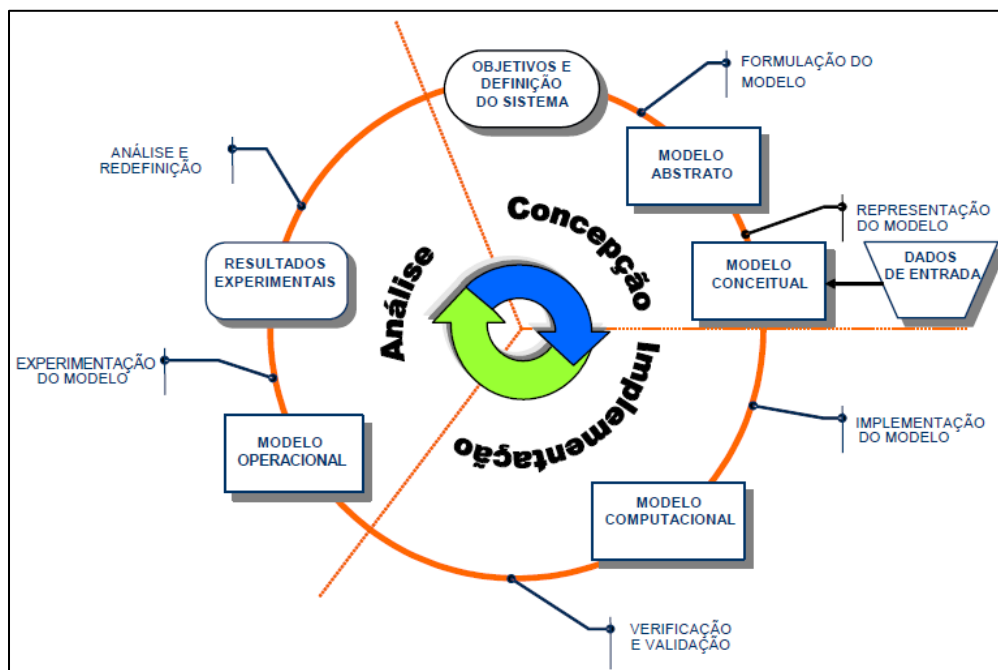 OBJETIVOS E
DEFINIÇÃO
DO SISTEMA
FORMULAÇÃO DO
MODELO
MODELO
ABSTRATO
REPRESENTAÇÃO
DO MODELO
DADOS
DE ENTRADA
MODELO
CONCEITUAL
IMPLEMENTAÇÃO
DO MODELO
MODELO
COMPUTACIONAL
VERIFICAÇÃO
E VALIDAÇÃO
MODELO
OPERACIONAL
EXPERIMENTAÇÃO
DO MODELO
RESULTADOS
EXPERIMENTAIS
ANÁLISE E
REDEFINIÇÃO
Concepção
Implementação
Análise